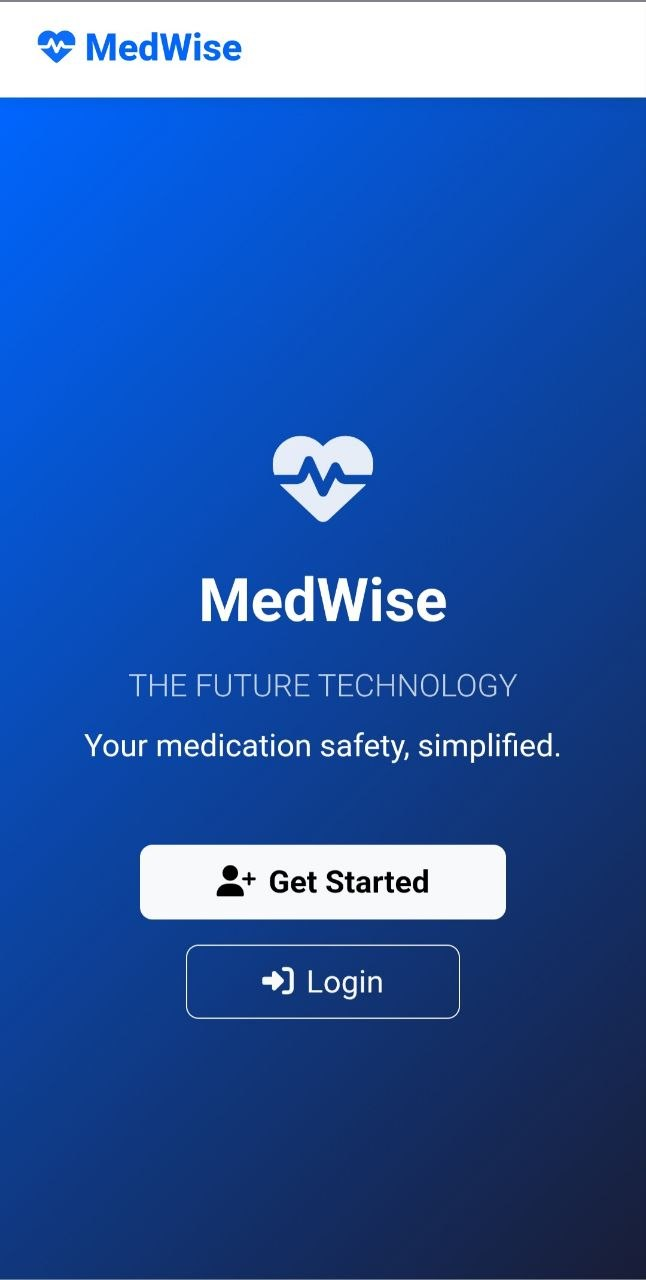 MedWise
MedWise
THE FUTURE TECHNOLOGY
Your medication safety, simplified.
Get Started
Login